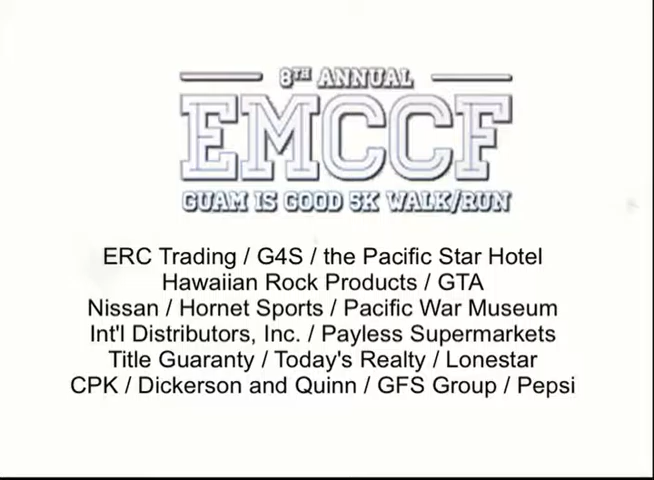 8TH ANNUAL
EMCCF
GUAM IS GOOD 5K WALK/RUN
ERC Trading / G4S / the Pacific Star Hotel
Hawaiian Rock Products / GTA
Nissan / Hornet Sports / Pacific War Museum
Int'l Distributors, Inc. / Payless Supermarkets
Title Guaranty / Today's Realty / Lonestar
CPK / Dickerson and Quinn / GFS Group / Pepsi